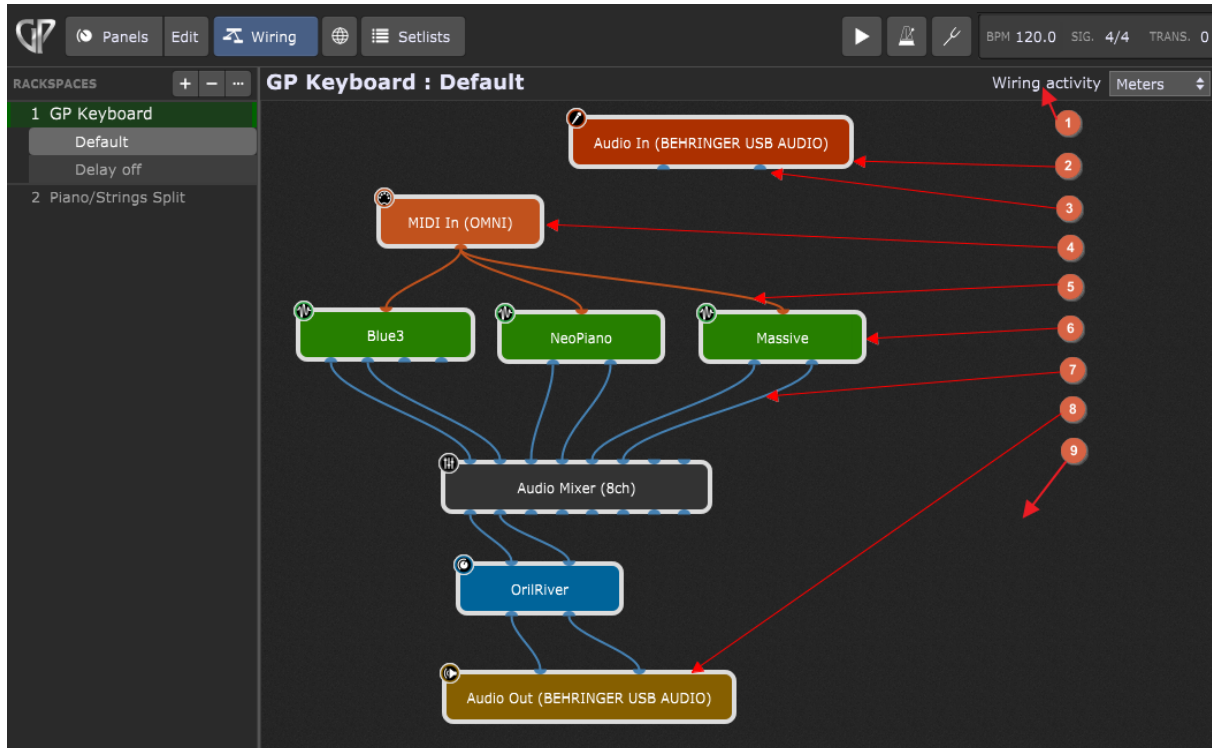 GP Panels Edit Wiring Setlists BPM 120.0 SIG. 4/4 TRANS. 0
RACKSPACES + − ··· GP Keyboard : Default Wiring activity Meters
1 GP Keyboard
Default
Delay off
2 Piano/Strings Split
Audio In (BEHRINGER USB AUDIO)
MIDI In (OMNI)
Blue3 NeoPiano Massive
Audio Mixer (8ch)
OrilRiver
Audio Out (BEHRINGER USB AUDIO)
1
2
3
4
5
6
7
8
9